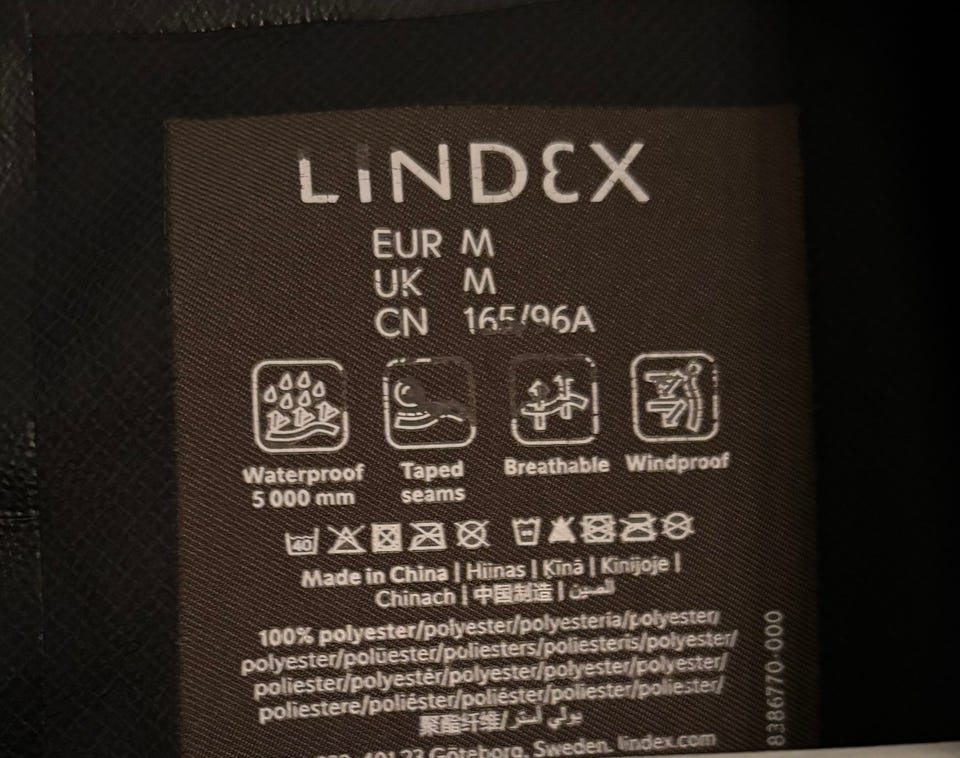 LINDEX
EUR M
UK M
CN 165/96A
Waterproof 5 000 mm
Taped seams
Breathable
Windproof
40
Made in China | Hiinas | Ķīnā | Kinijoje |
Chinach | 中国制造 | الصين
100% polyester/polyester/polyesteria/polyester/
polyester/polüester/poliesters/poliesteris/polyester/
poliester/polyester/polyester/polyester/polyester/
poliestere/poliéster/poliéster/poliester/poliester/
聚酯纤维/بولي أستر
40123 Göteborg, Sweden. lindex.com
8386770-000